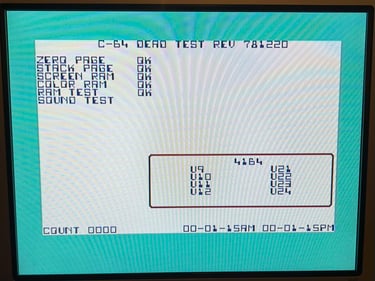 C-64 DEAD TEST REV 781220
ZERO PAGE OK
STACK PAGE OK
SCREEN RAM OK
COLOR RAM OK
RAM TEST OK
SOUND TEST
4164
U9 U21
U10 U22
U11 U23
U12 U24
COUNT 0000 00-01-15AM 00-01-15PM